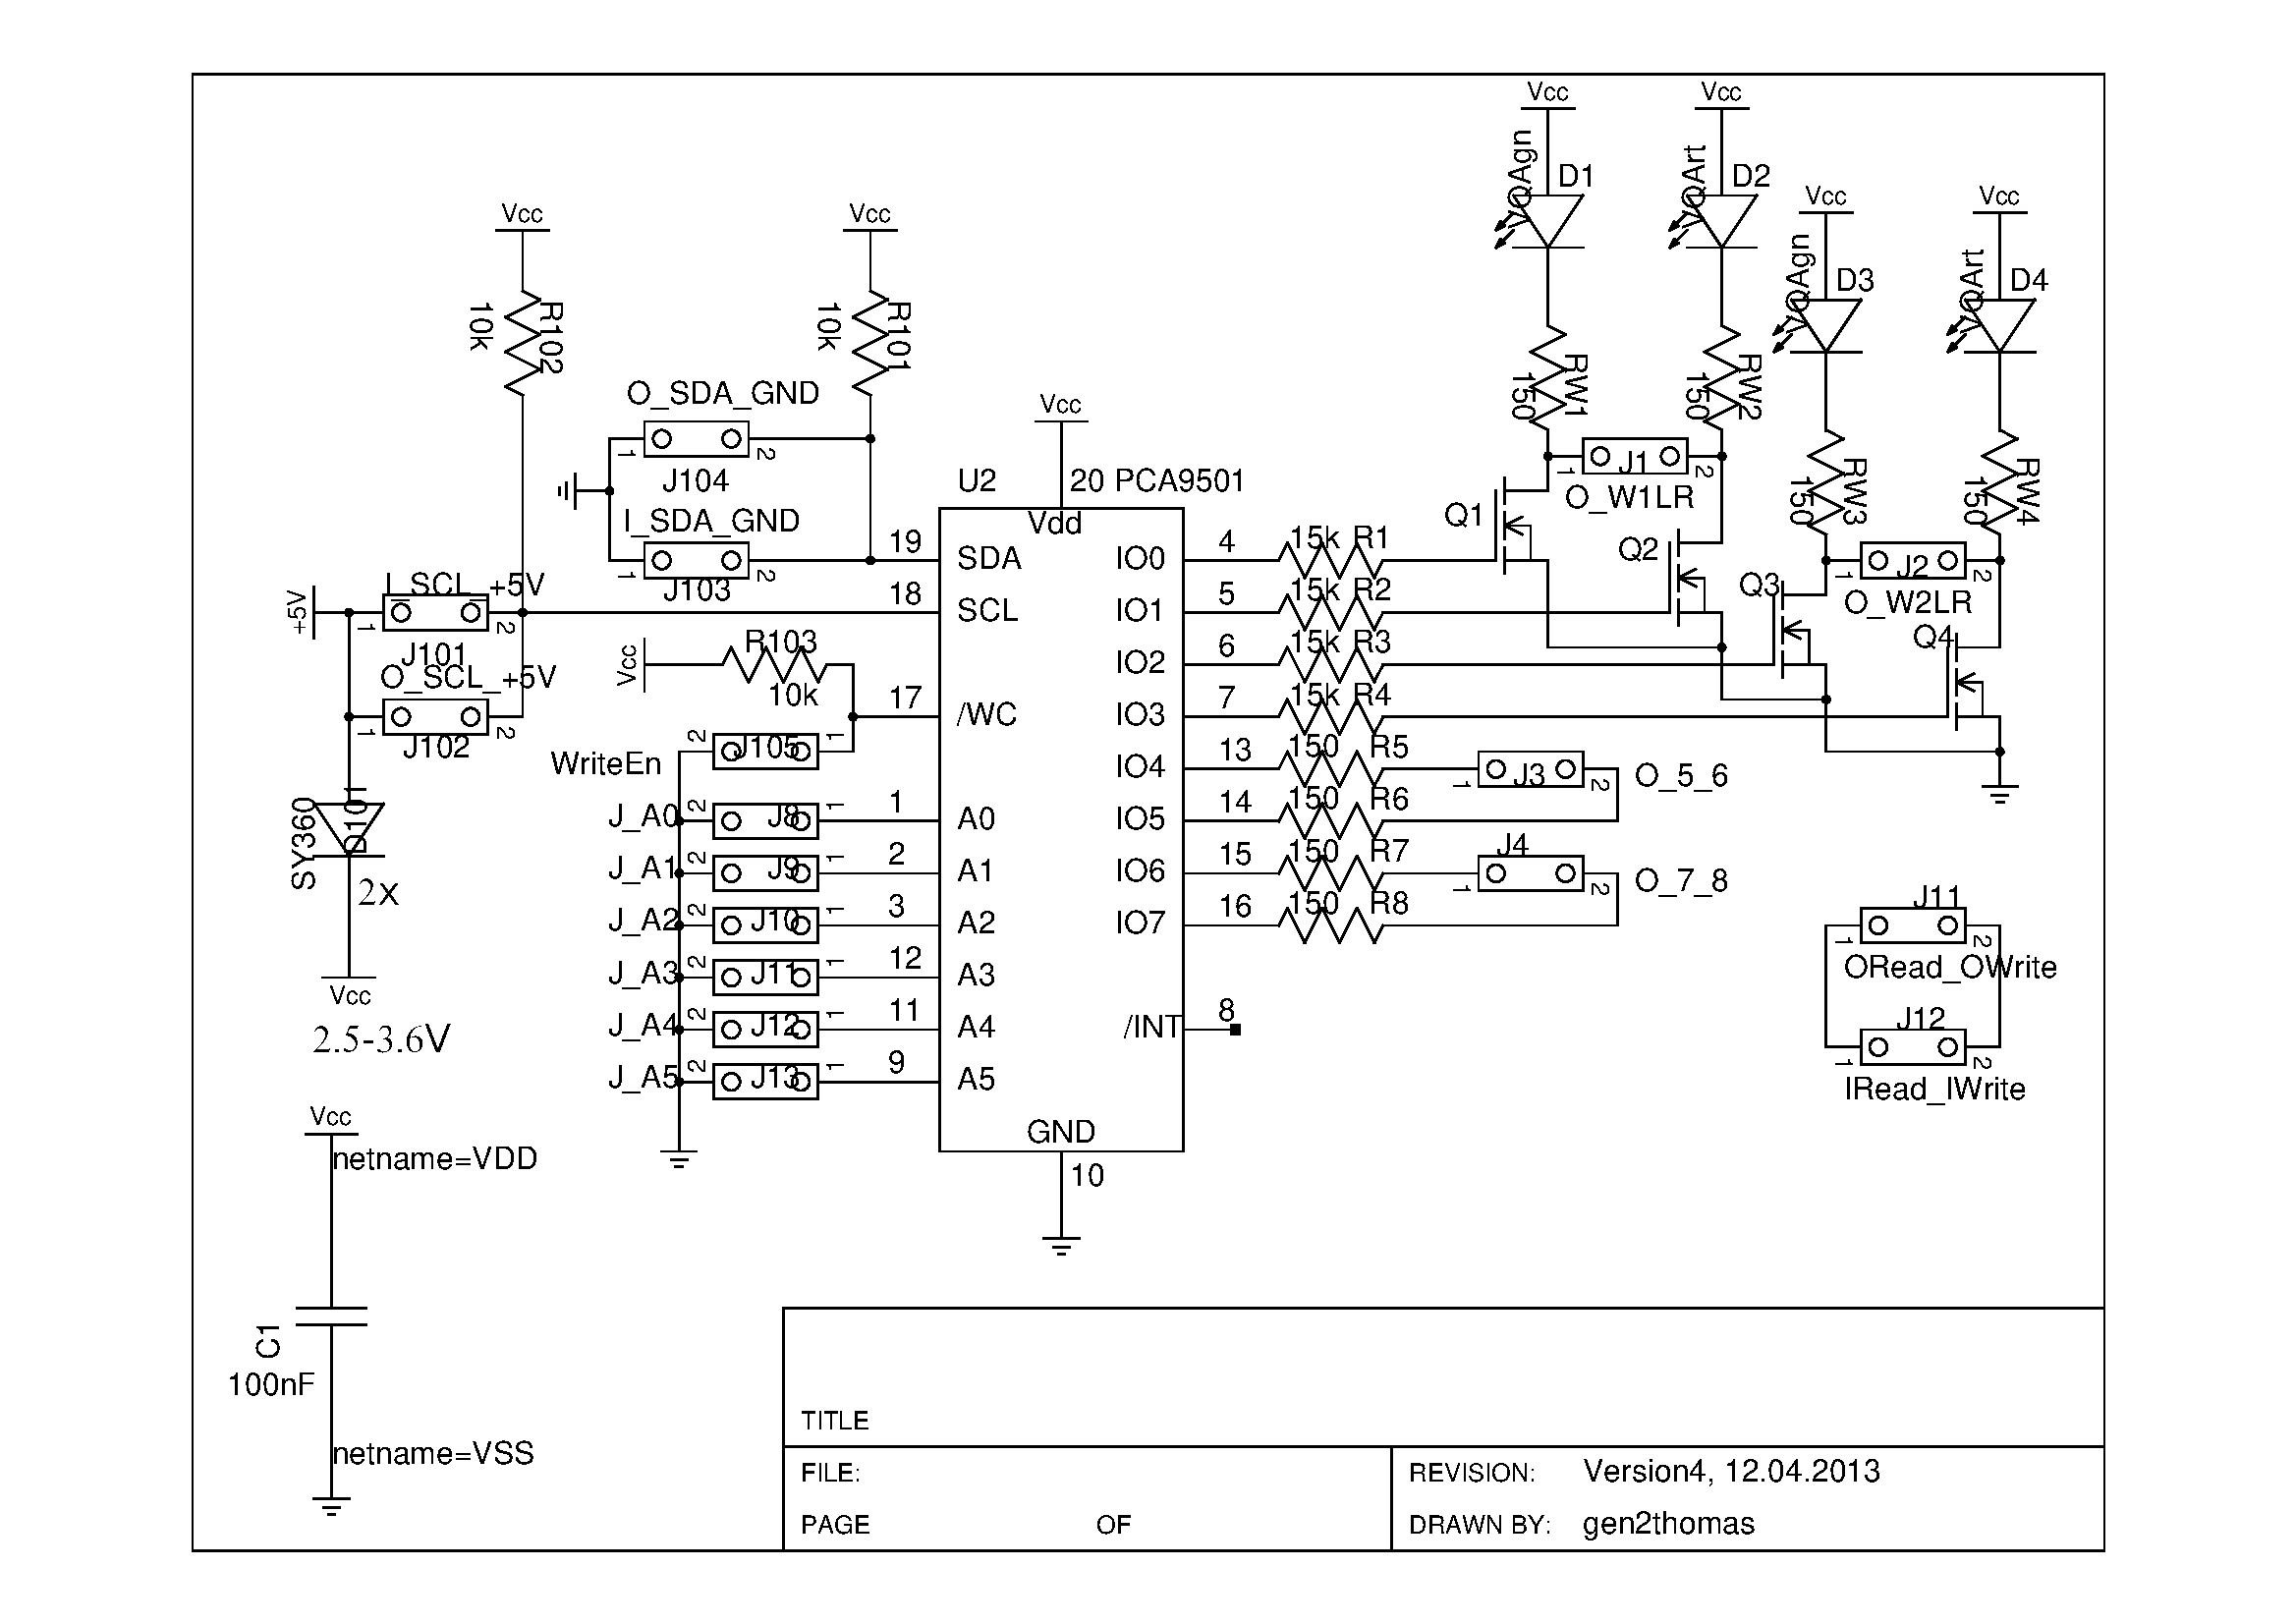 Vcc
Vcc
QAgn
D1
QArt
D2
Vcc
Vcc
QAgn
D3
QArt
D4
Vcc
Vcc
R102
10k
R101
10k
RW1
150
RW2
150
RW3
150
RW4
150
O_SDA_GND
1
2
J104
I_SDA_GND
1
2
J103
Vcc
U2
20 PCA9501
Vdd
J1
1
2
O_W1LR
Q1
Q2
Q3
Q4
J2
1
2
O_W2LR
+5V
I_SCL_+5V
1
2
J101
O_SCL_+5V
1
2
J102
19
SDA
18
SCL
Vcc
R103
10k
17
/WC
WriteEn
2
J105
1
J_A0
2
J8
1
1
A0
J_A1
2
J9
1
2
A1
J_A2
2
J10
1
3
A2
J_A3
2
J11
1
12
A3
J_A4
2
J12
1
11
A4
J_A5
2
J13
1
9
A5
IO0
4
15k
R1
IO1
5
15k
R2
IO2
6
15k
R3
IO3
7
15k
R4
IO4
13
150
R5
J3
1
2
O_5_6
IO5
14
150
R6
IO6
15
150
R7
J4
1
2
O_7_8
IO7
16
150
R8
/INT
8
GND
10
SY360
D101
2x
Vcc
2.5-3.6V
J11
1
2
ORead_OWrite
J12
1
2
IRead_IWrite
Vcc
netname=VDD
C1
100nF
netname=VSS
TITLE
FILE:
REVISION: Version4, 12.04.2013
PAGE OF
DRAWN BY: gen2thomas